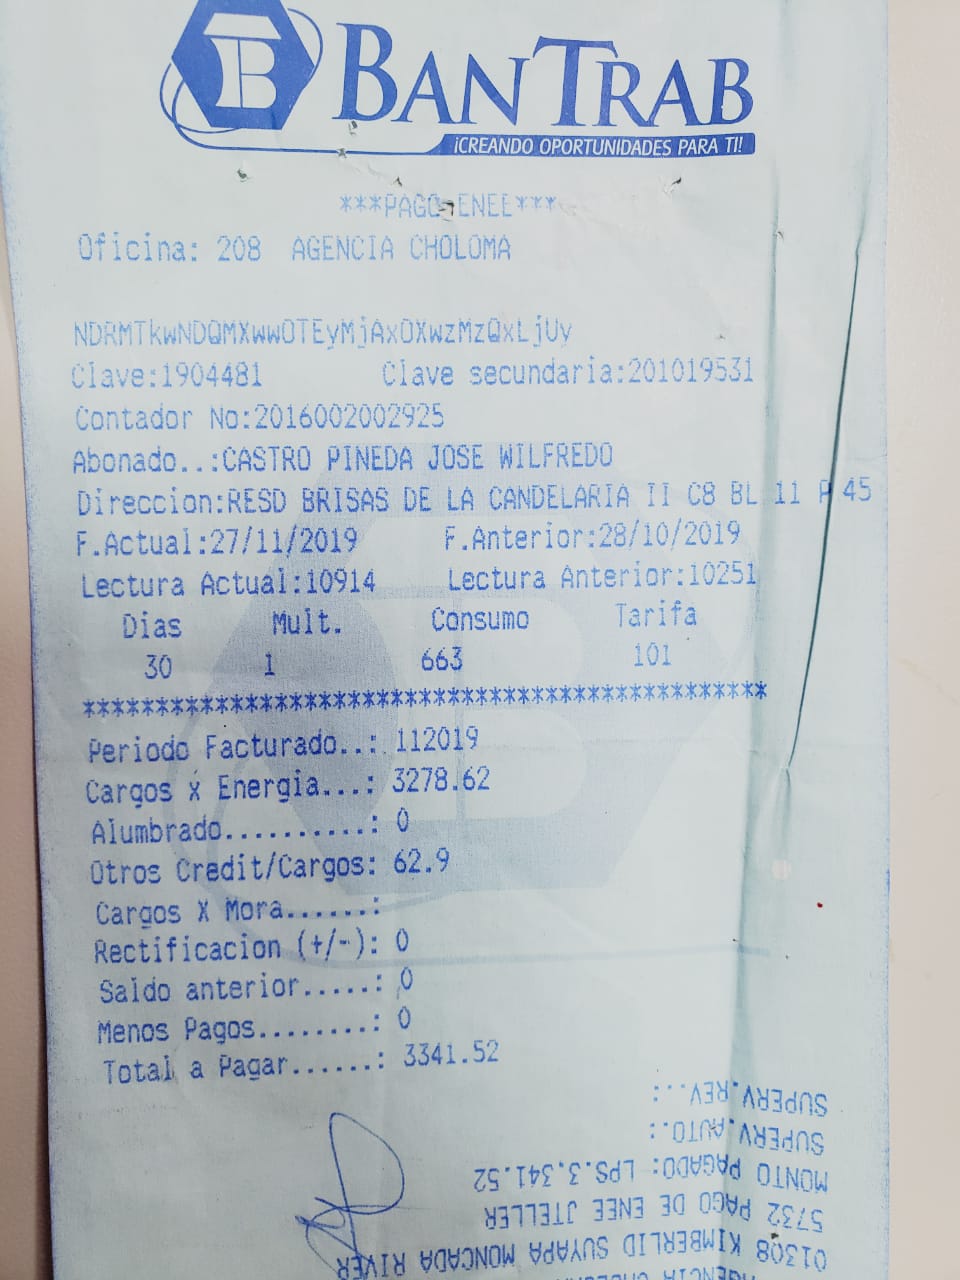 BANTRAB
¡CREANDO OPORTUNIDADES PARA TI!
***PAGO-ENEE***
Oficina: 208 AGENCIA CHOLOMA
NDRMTkwNDQMXwwOTEyMjAxOXwzMzQxLjUy
Clave:1904481 Clave secundaria:201019531
Contador No:2016002002925
Abonado..:CASTRO PINEDA JOSE WILFREDO
Direccion:RESD BRISAS DE LA CANDELARIA II C8 BL 11 P 45
F.Actual:27/11/2019 F.Anterior:28/10/2019
Lectura Actual:10914 Lectura Anterior:10251
Dias Mult. Consumo Tarifa
30 1 663 101
**********************************************
Periodo Facturado..: 112019
Cargos x Energia...: 3278.62
Alumbrado..........: 0
Otros Credit/Cargos: 62.9
Cargos X Mora......:
Rectificacion (+/-): 0
Saldo anterior.....: 0
Menos Pagos........: 0
Total a Pagar......: 3341.52
SUPERV.REV...:
SUPERV.AUTO.:
MONTO PAGADO: LPS.3,341.52
5732 PAGO DE ENEE JTELLER
01308 KIMBERLID SUYAPA MONCADA RIVER
AGENCIA